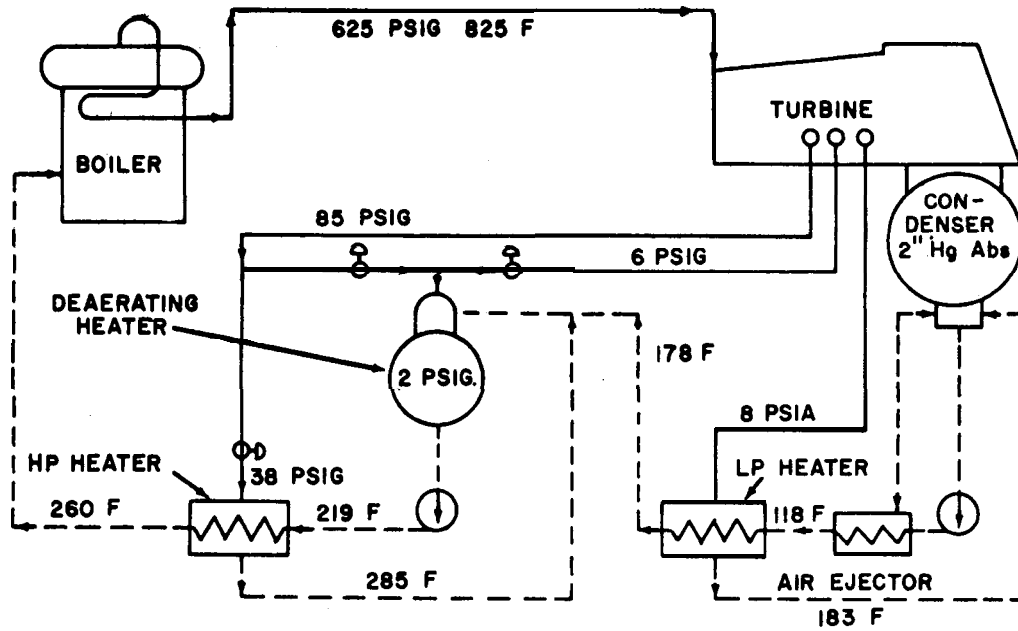 625 PSIG 825 F
TURBINE
BOILER
CON-
DENSER
2" Hg Abs
85 PSIG
6 PSIG
DEAERATING
HEATER
178 F
2 PSIG.
8 PSIA
HP HEATER
38 PSIG
LP HEATER
260 F
219 F
118 F
285 F
AIR EJECTOR
183 F